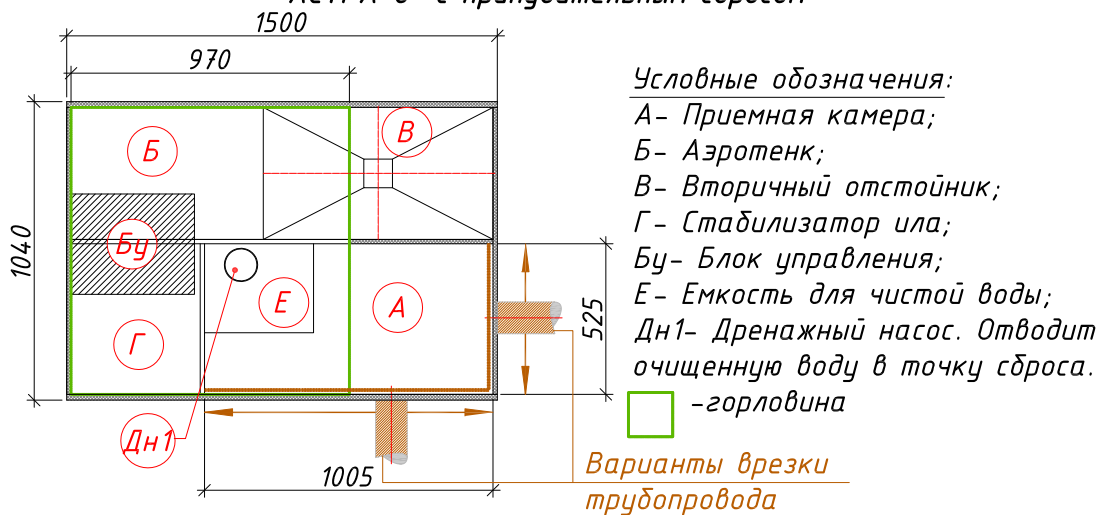 1500
970
1040
Б
В
Бу
Е
А
Г
Дн1
525
1005
Условные обозначения:
А- Приемная камера;
Б- Аэротенк;
В- Вторичный отстойник;
Г- Стабилизатор ила;
Бу- Блок управления;
Е- Емкость для чистой воды;
Дн1- Дренажный насос. Отводит
очищенную воду в точку сброса.
-горловина
Варианты врезки
трубопровода